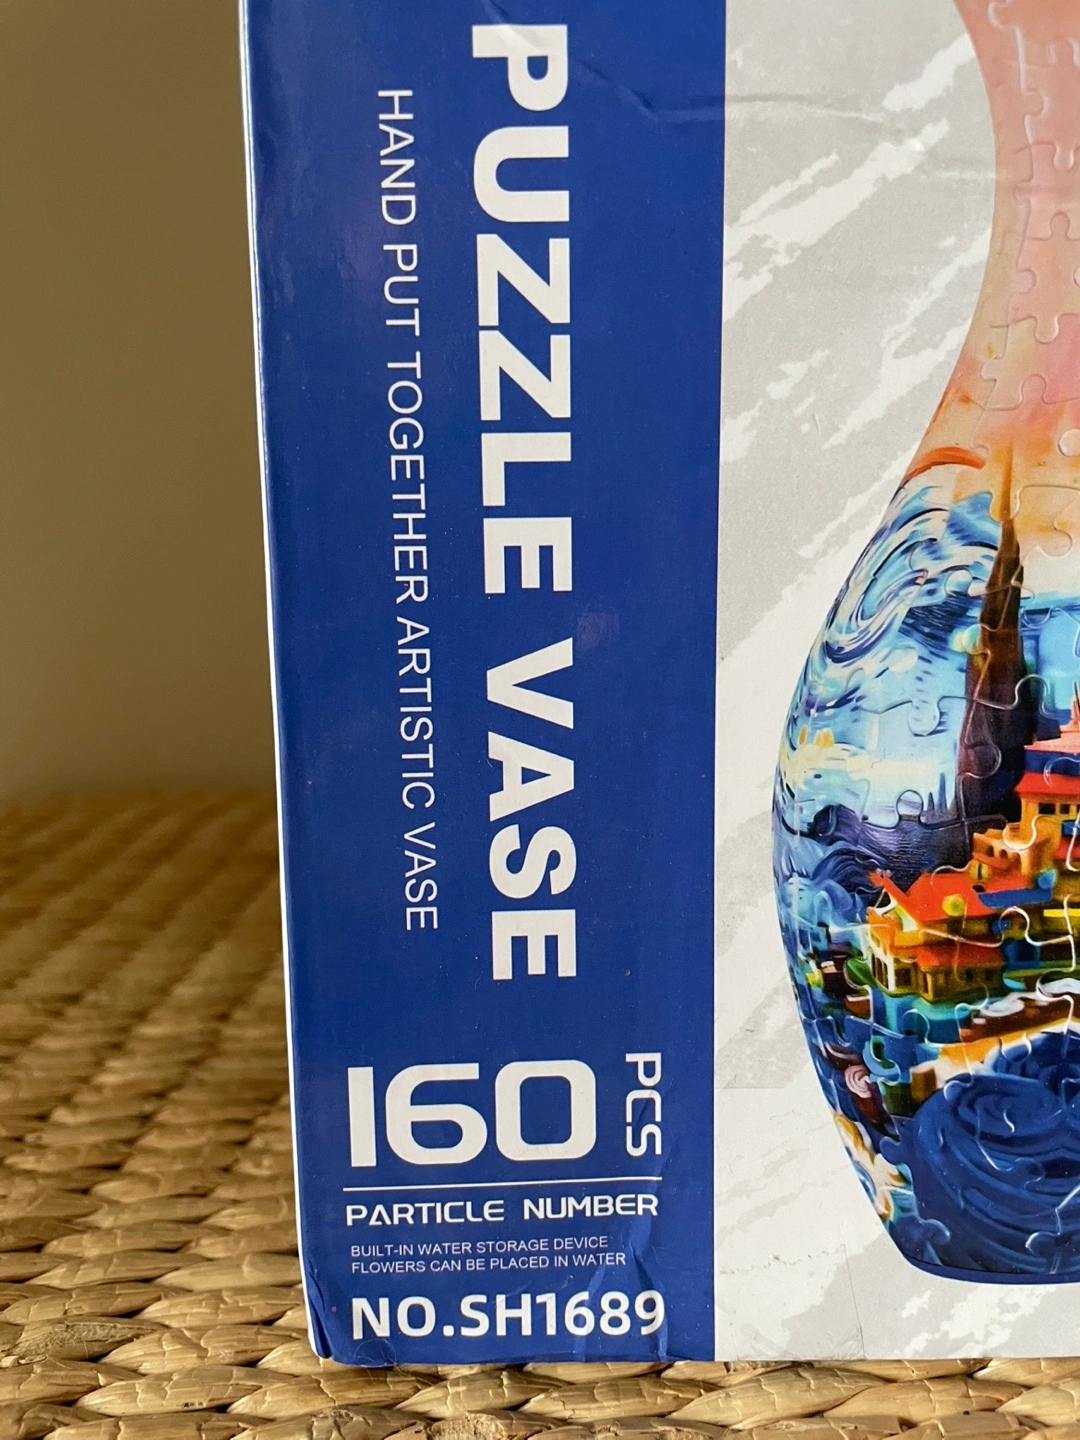 PUZZLE VASE
HAND PUT TOGETHER ARTISTIC VASE
160 PCS
PARTICLE NUMBER
BUILT-IN WATER STORAGE DEVICE
FLOWERS CAN BE PLACED IN WATER
NO.SH1689